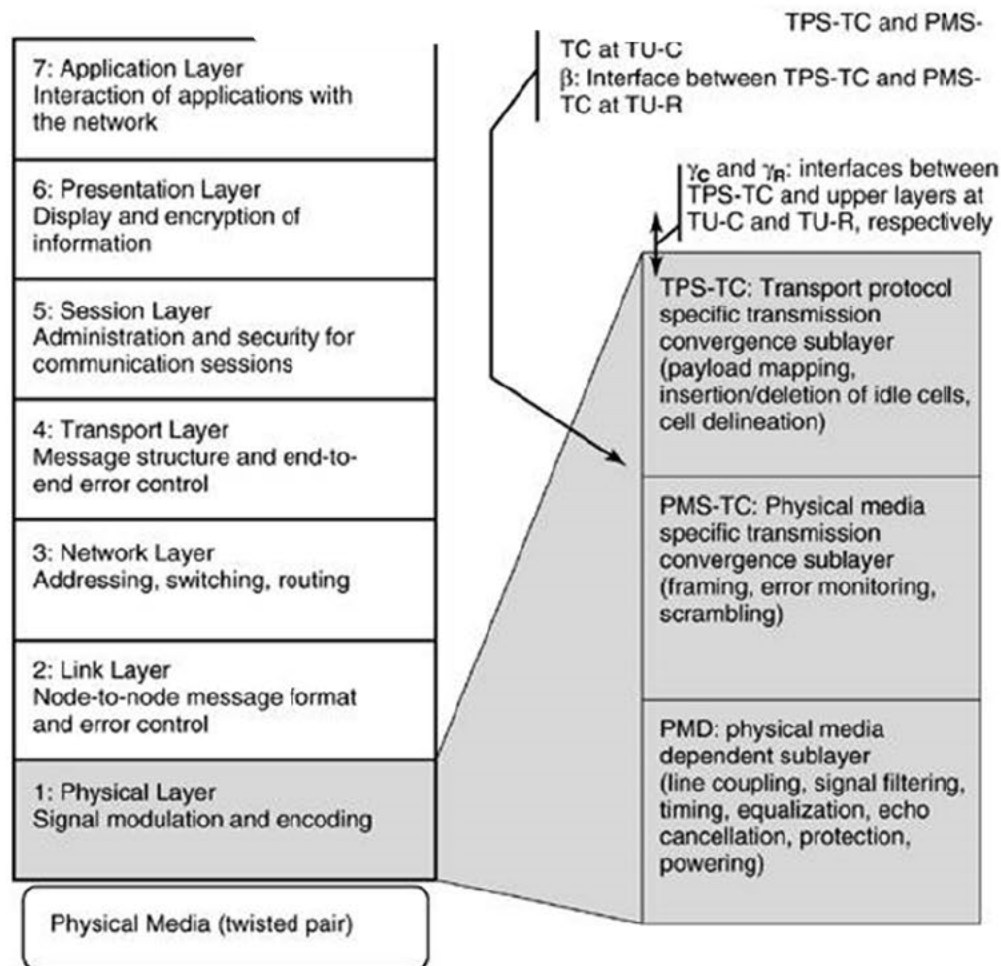 TPS-TC and PMS-
TC at TU-C
β: Interface between TPS-TC and PMS-
TC at TU-R
γC and γR: interfaces between
TPS-TC and upper layers at
TU-C and TU-R, respectively
7: Application Layer
Interaction of applications with
the network
6: Presentation Layer
Display and encryption of
information
5: Session Layer
Administration and security for
communication sessions
4: Transport Layer
Message structure and end-to-
end error control
3: Network Layer
Addressing, switching, routing
2: Link Layer
Node-to-node message format
and error control
1: Physical Layer
Signal modulation and encoding
Physical Media (twisted pair)
TPS-TC: Transport protocol
specific transmission
convergence sublayer
(payload mapping,
insertion/deletion of idle cells,
cell delineation)
PMS-TC: Physical media
specific transmission
convergence sublayer
(framing, error monitoring,
scrambling)
PMD: physical media
dependent sublayer
(line coupling, signal filtering,
timing, equalization, echo
cancellation, protection,
powering)